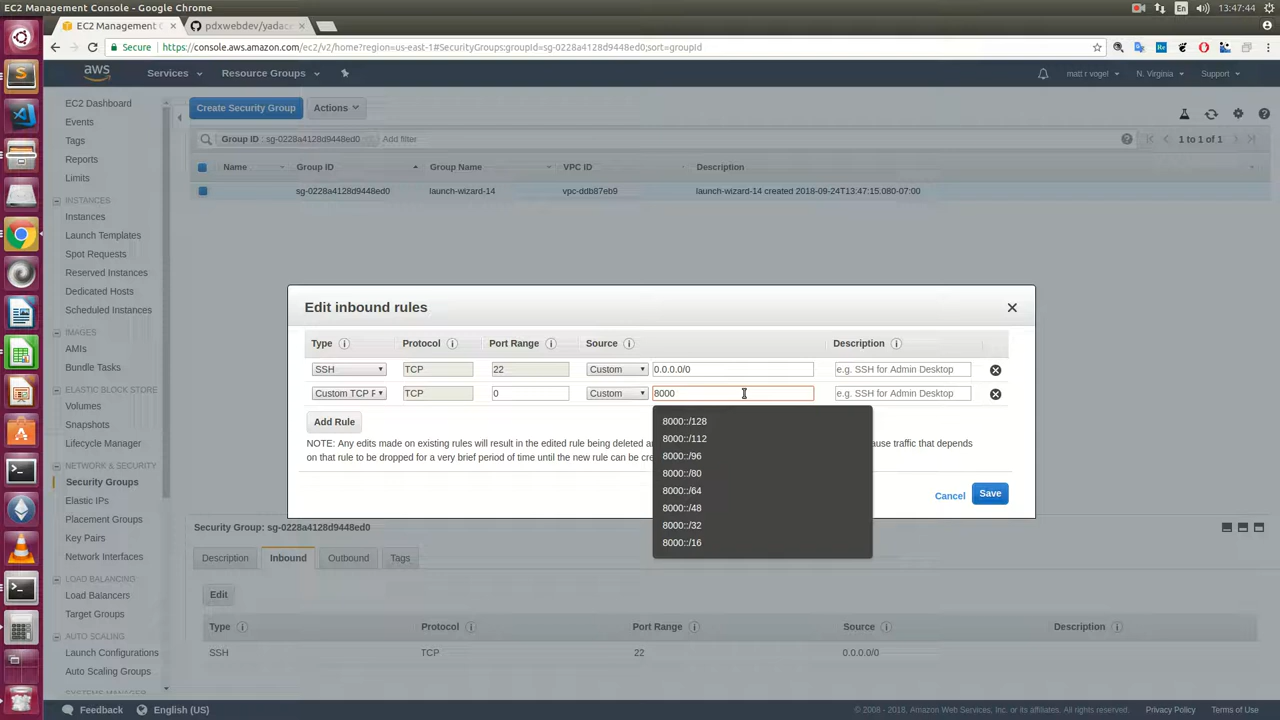 EC2 Management Console - Google Chrome
En
13:47:44
EC2 Management C
pdxwebdev/yadaco
Secure
https://console.aws.amazon.com/ec2/v2/home?region=us-east-1#SecurityGroups:groupId=sg-0228a4128d9448ed0;sort=groupId
aws
Services
Resource Groups
matt r vogel
N. Virginia
Support
EC2 Dashboard
Events
Tags
Reports
Limits
INSTANCES
Instances
Launch Templates
Spot Requests
Reserved Instances
Dedicated Hosts
Scheduled Instances
IMAGES
AMIs
Bundle Tasks
ELASTIC BLOCK STORE
Volumes
Snapshots
Lifecycle Manager
NETWORK & SECURITY
Security Groups
Elastic IPs
Placement Groups
Key Pairs
Network Interfaces
LOAD BALANCING
Load Balancers
Target Groups
AUTO SCALING
Launch Configurations
Auto Scaling Groups
Create Security Group
Actions
Group ID : sg-0228a4128d9448ed0
Add filter
1 to 1 of 1
Name
Group ID
Group Name
VPC ID
Description
sg-0228a4128d9448ed0
launch-wizard-14
vpc-ddb87eb9
launch-wizard-14 created 2018-09-24T13:47:15.080-07:00
Edit inbound rules
Type
Protocol
Port Range
Source
Description
SSH
TCP
22
Custom
0.0.0.0/0
e.g. SSH for Admin Desktop
Custom TCP F
TCP
0
Custom
8000
e.g. SSH for Admin Desktop
8000::/128
8000::/112
8000::/96
8000::/80
8000::/64
8000::/48
8000::/32
8000::/16
Add Rule
NOTE: Any edits made on existing rules will result in the edited rule being deleted a
ause traffic that depends
on that rule to be dropped for a very brief period of time until the new rule can be cre
Cancel
Save
Security Group: sg-0228a4128d9448ed0
Description
Inbound
Outbound
Tags
Edit
Type
Protocol
Port Range
Source
Description
SSH
TCP
22
0.0.0.0/0
Feedback
English (US)
© 2008 - 2018, Amazon Web Services, Inc. or its affiliates. All rights reserved.
Privacy Policy
Terms of Use